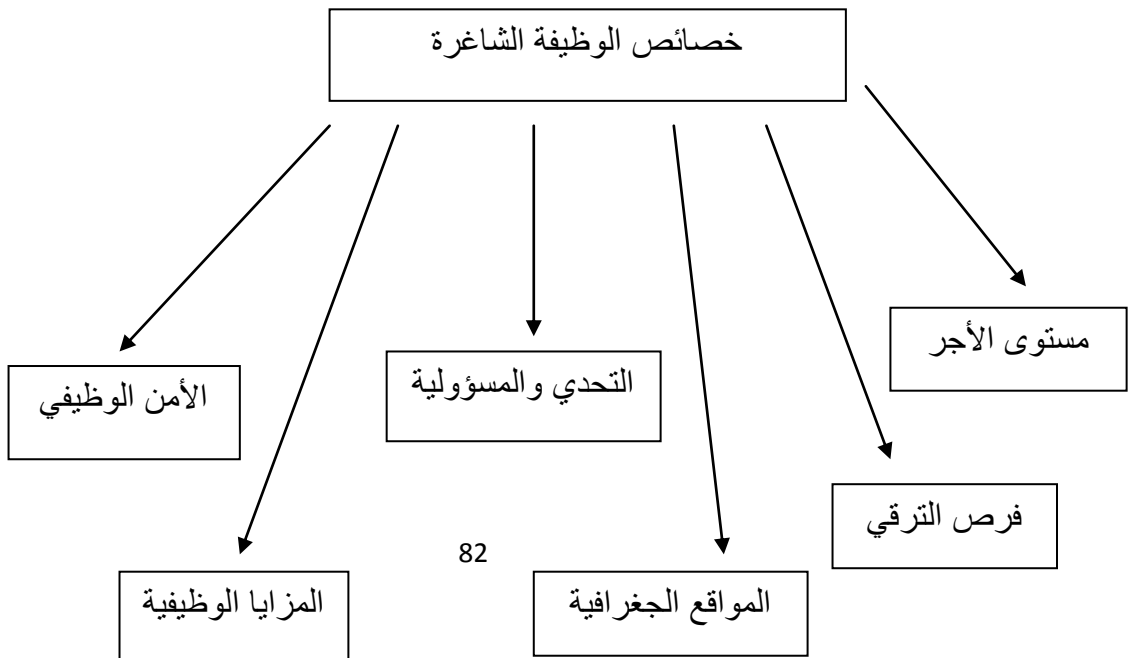 خصائص الوظيفة الشاغرة
مستوى الأجر
التحدي والمسؤولية
الأمن الوظيفي
فرص الترقي
82
المواقع الجغرافية
المزايا الوظيفية